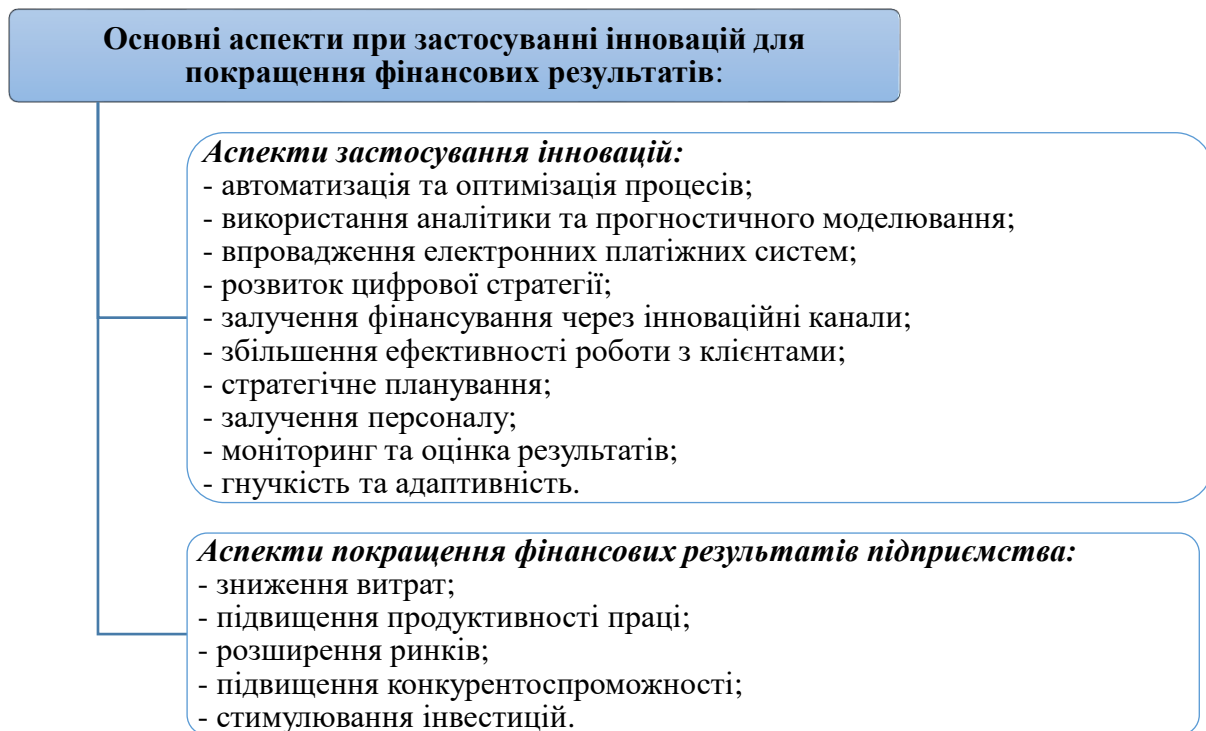 Основні аспекти при застосуванні інновацій для
покращення фінансових результатів:
Аспекти застосування інновацій:
- автоматизація та оптимізація процесів;
- використання аналітики та прогностичного моделювання;
- впровадження електронних платіжних систем;
- розвиток цифрової стратегії;
- залучення фінансування через інноваційні канали;
- збільшення ефективності роботи з клієнтами;
- стратегічне планування;
- залучення персоналу;
- моніторинг та оцінка результатів;
- гнучкість та адаптивність.
Аспекти покращення фінансових результатів підприємства:
- зниження витрат;
- підвищення продуктивності праці;
- розширення ринків;
- підвищення конкурентоспроможності;
- стимулювання інвестицій.